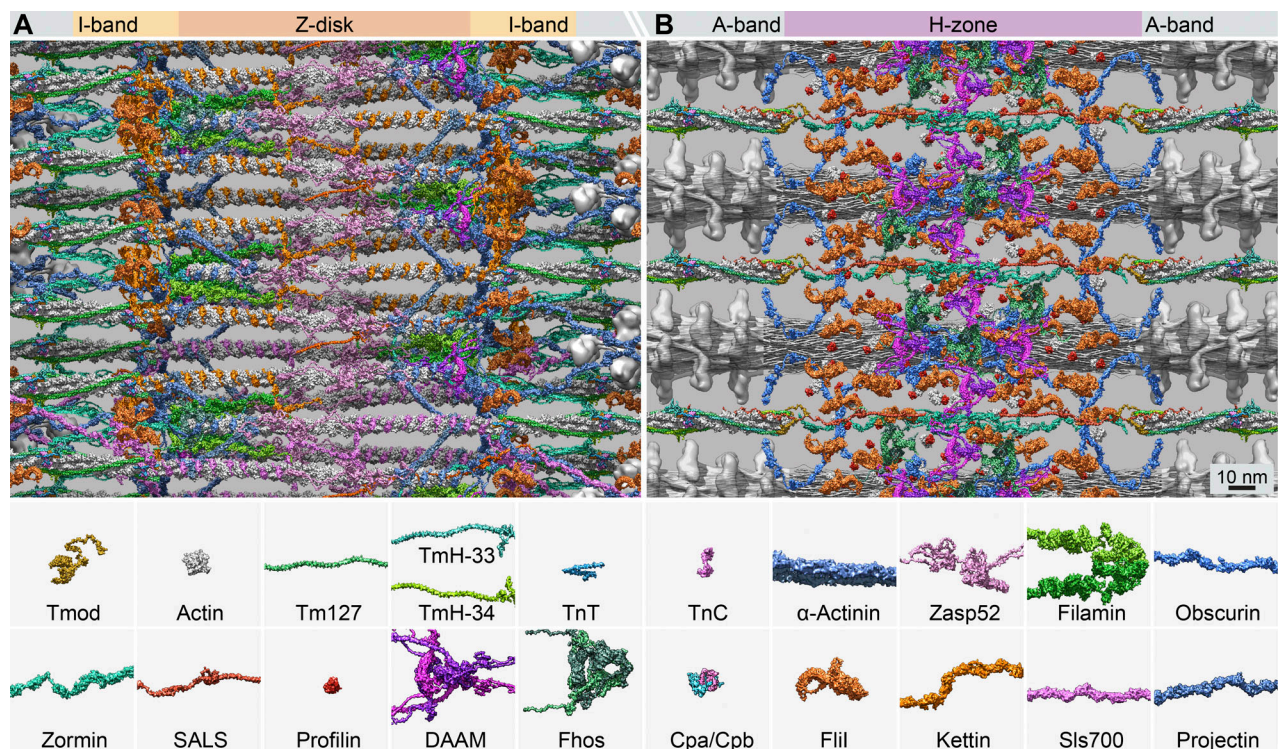 A
I-band
Z-disk
I-band
B
A-band
H-zone
A-band
10 nm
Tmod
Actin
Tm127
TmH-33
TmH-34
TnT
TnC
α-Actinin
Zasp52
Filamin
Obscurin
Zormin
SALS
Profilin
DAAM
Fhos
Cpa/Cpb
FliI
Kettin
Sls700
Projectin